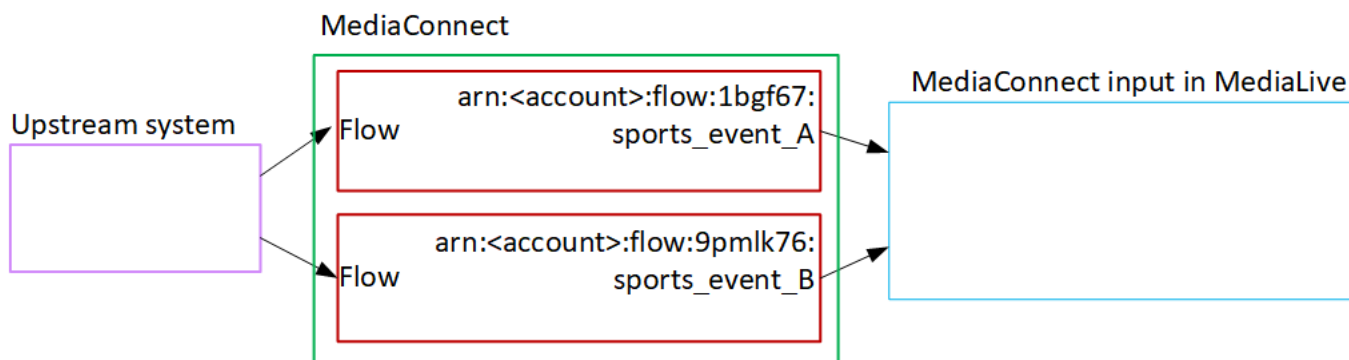 MediaConnect
MediaConnect input in MediaLive
Upstream system
arn:<account>:flow:1bgf67:
Flow
sports_event_A
arn:<account>:flow:9pmlk76:
Flow
sports_event_B